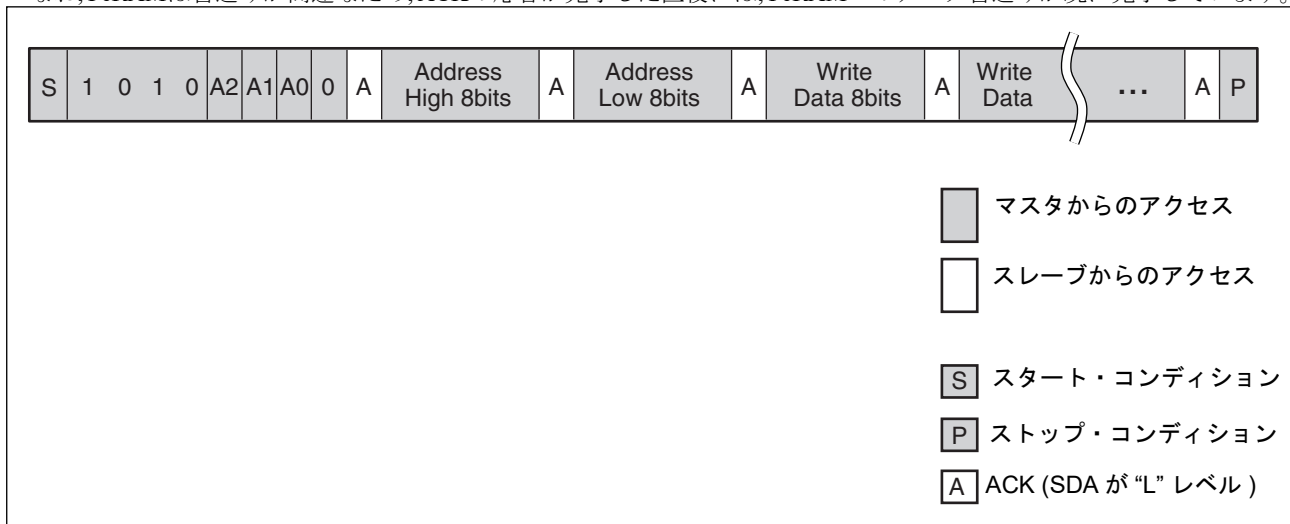 S 1 0 1 0 A2 A1 A0 0 A Address High 8bits A Address Low 8bits A Write Data 8bits A Write Data ... A P
マスタからのアクセス
スレーブからのアクセス
S スタート・コンディション
P ストップ・コンディション
A ACK (SDA が “L” レベル )